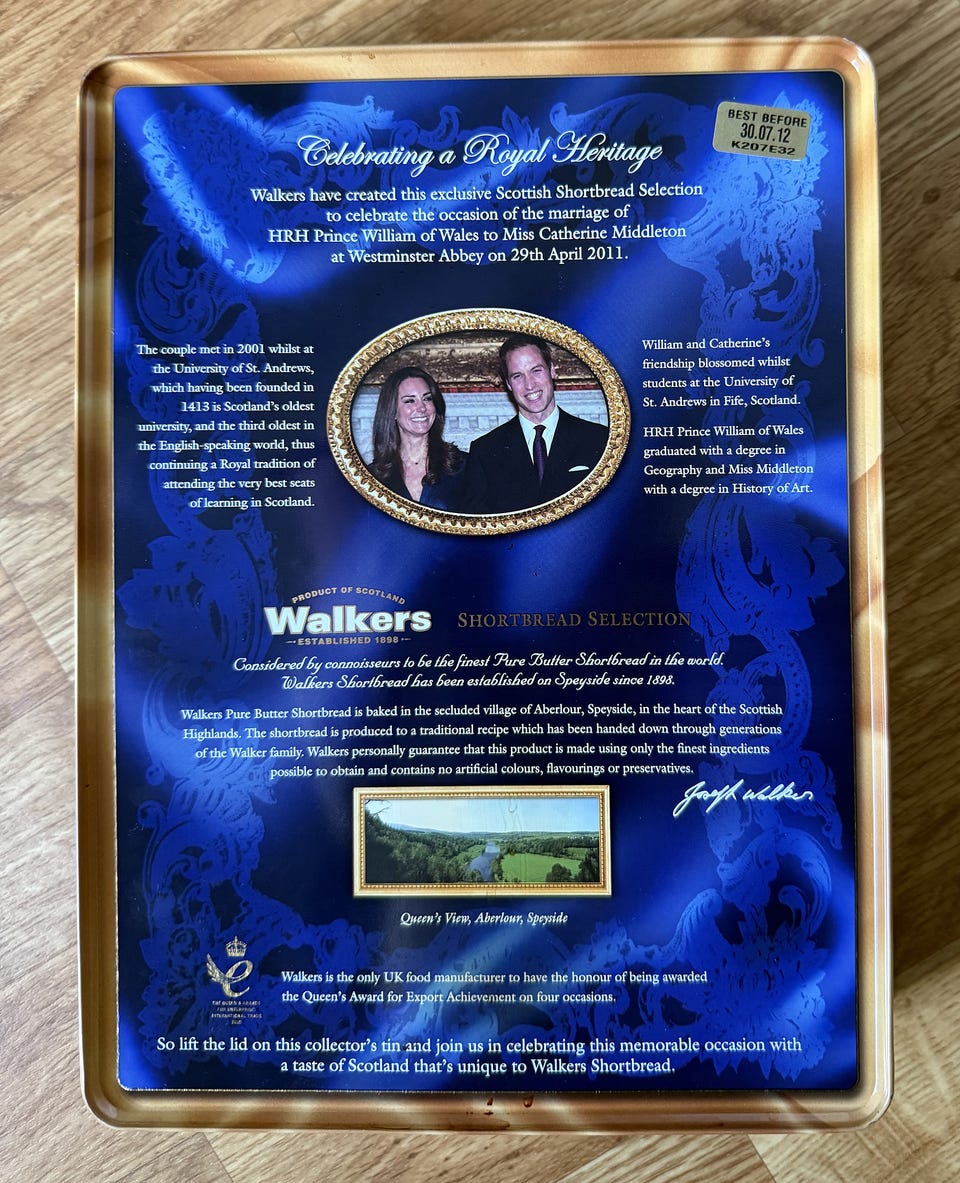 BEST BEFORE
30.07.12
K207E32
Celebrating a Royal Heritage
Walkers have created this exclusive Scottish Shortbread Selection
to celebrate the occasion of the marriage of
HRH Prince William of Wales to Miss Catherine Middleton
at Westminster Abbey on 29th April 2011.
The couple met in 2001 whilst at
the University of St. Andrews,
which having been founded in
1413 is Scotland's oldest
university, and the third oldest in
the English-speaking world, thus
continuing a Royal tradition of
attending the very best seats
of learning in Scotland.
William and Catherine's
friendship blossomed whilst
students at the University of
St. Andrews in Fife, Scotland.
HRH Prince William of Wales
graduated with a degree in
Geography and Miss Middleton
with a degree in History of Art.
PRODUCT OF SCOTLAND
Walkers
ESTABLISHED 1898
SHORTBREAD SELECTION
Considered by connoisseurs to be the finest Pure Butter Shortbread in the world.
Walkers Shortbread has been established on Speyside since 1898.
Walkers Pure Butter Shortbread is baked in the secluded village of Aberlour, Speyside, in the heart of the Scottish
Highlands. The shortbread is produced to a traditional recipe which has been handed down through generations
of the Walker family. Walkers personally guarantee that this product is made using only the finest ingredients
possible to obtain and contains no artificial colours, flavourings or preservatives.
Joseph Walker
Queen's View, Aberlour, Speyside
THE QUEEN'S AWARDS
FOR ENTERPRISE:
INTERNATIONAL TRADE
Walkers is the only UK food manufacturer to have the honour of being awarded
the Queen's Award for Export Achievement on four occasions.
So lift the lid on this collector's tin and join us in celebrating this memorable occasion with
a taste of Scotland that's unique to Walkers Shortbread.